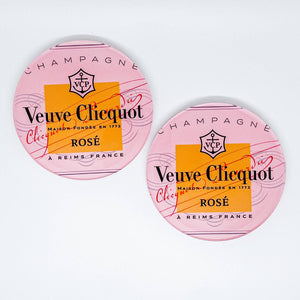 CHAMPAGNE
VCP
Veuve Clicquot
MAISON FONDÉE EN 1772
Clicquot
ROSÉ
À REIMS FRANCE
CHAMPAGNE
VCP
Veuve Clicquot
MAISON FONDÉE EN 1772
ROSÉ
À REIMS FRANCE